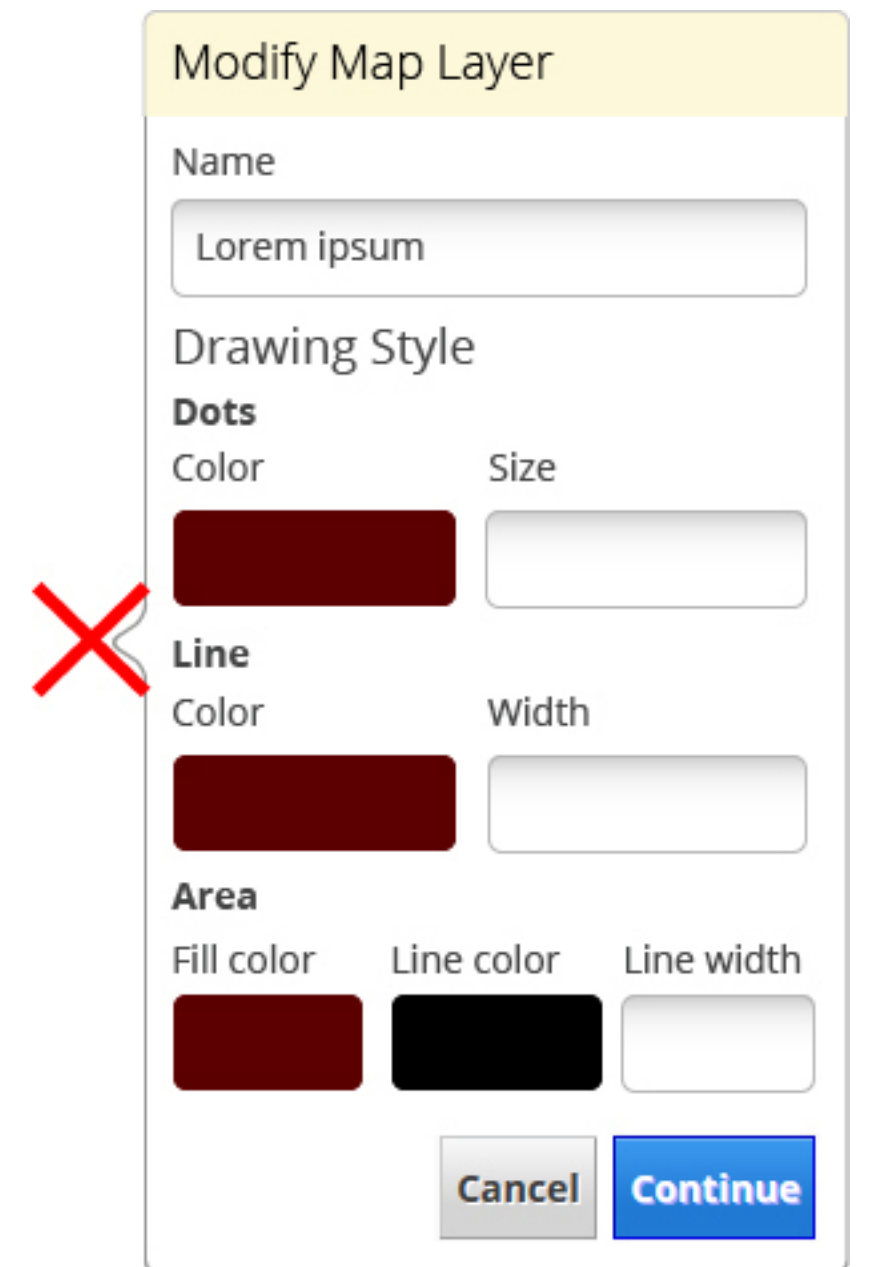 Modify Map Layer
Name
Lorem ipsum
Drawing Style
Dots
Color Size
Line
Color Width
Area
Fill color Line color Line width
Cancel Continue